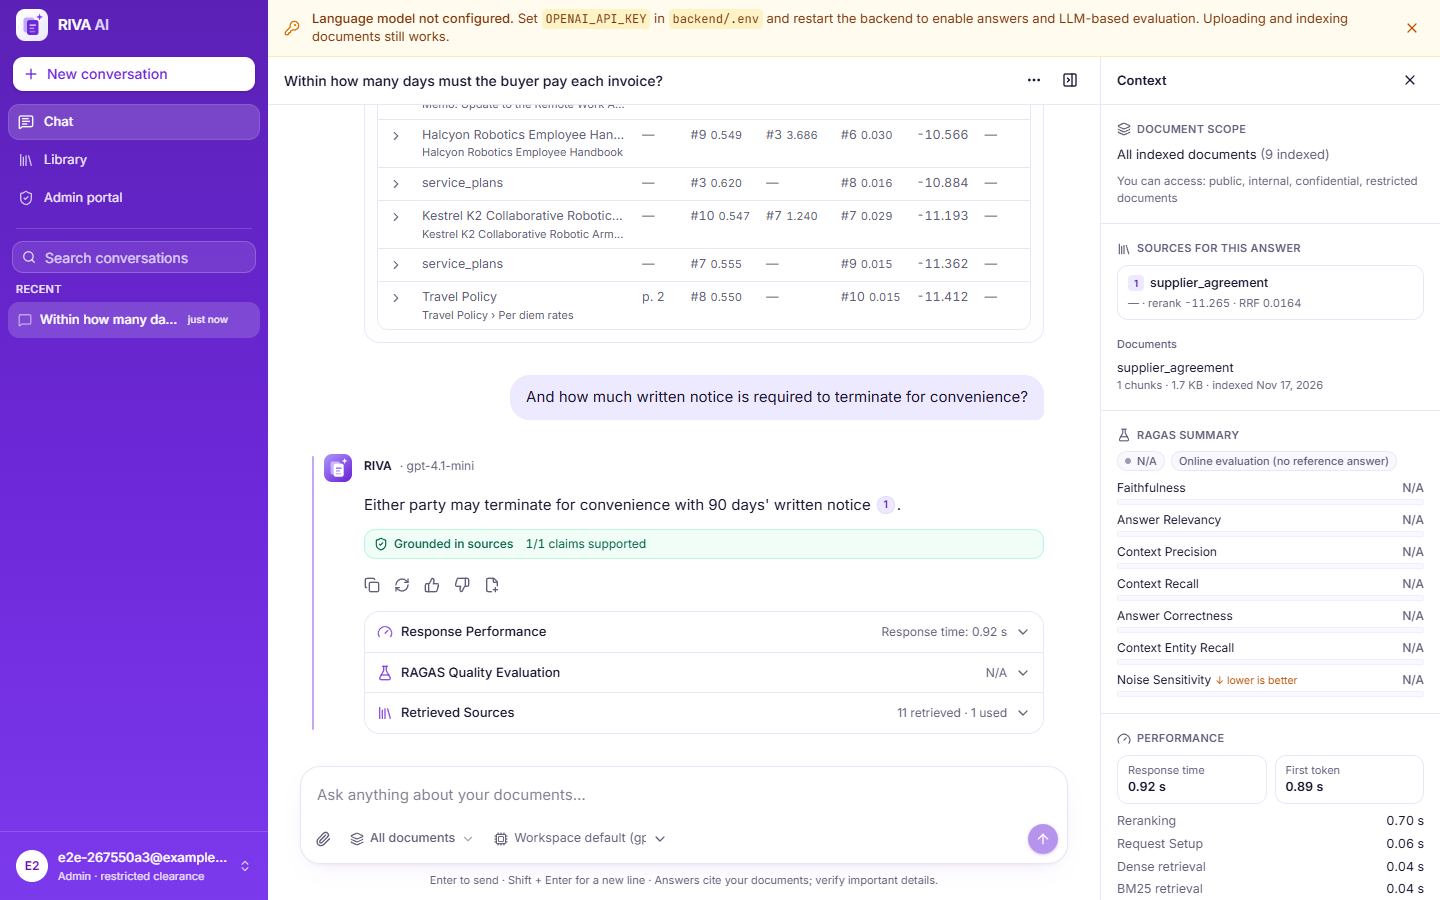 RIVA AI
New conversation
Chat
Library
Admin portal
Search conversations
RECENT
Within how many da... just now
E2
e2e-267550a3@example...
Admin · restricted clearance
Language model not configured. Set OPENAI_API_KEY in backend/.env and restart the backend to enable answers and LLM-based evaluation. Uploading and indexing
documents still works.
Within how many days must the buyer pay each invoice?
Memo: Update to the Remote Work A...
Halcyon Robotics Employee Han... — #9 0.549 #3 3.686 #6 0.030 -10.566 —
Halcyon Robotics Employee Handbook
service_plans — #3 0.620 — #8 0.016 -10.884 —
Kestrel K2 Collaborative Robotic... — #10 0.547 #7 1.240 #7 0.029 -11.193 —
Kestrel K2 Collaborative Robotic Arm...
service_plans — #7 0.555 — #9 0.015 -11.362 —
Travel Policy p. 2 #8 0.550 — #10 0.015 -11.412 —
Travel Policy › Per diem rates
And how much written notice is required to terminate for convenience?
RIVA · gpt-4.1-mini
Either party may terminate for convenience with 90 days' written notice 1 .
Grounded in sources 1/1 claims supported
Response Performance Response time: 0.92 s
RAGAS Quality Evaluation N/A
Retrieved Sources 11 retrieved · 1 used
Ask anything about your documents...
All documents Workspace default (gp
Enter to send · Shift + Enter for a new line · Answers cite your documents; verify important details.
Context
DOCUMENT SCOPE
All indexed documents (9 indexed)
You can access: public, internal, confidential, restricted
documents
SOURCES FOR THIS ANSWER
1 supplier_agreement
— · rerank -11.265 · RRF 0.0164
Documents
supplier_agreement
1 chunks · 1.7 KB · indexed Nov 17, 2026
RAGAS SUMMARY
N/A Online evaluation (no reference answer)
Faithfulness N/A
Answer Relevancy N/A
Context Precision N/A
Context Recall N/A
Answer Correctness N/A
Context Entity Recall N/A
Noise Sensitivity ↓ lower is better N/A
PERFORMANCE
Response time First token
0.92 s 0.89 s
Reranking 0.70 s
Request Setup 0.06 s
Dense retrieval 0.04 s
BM25 retrieval 0.04 s